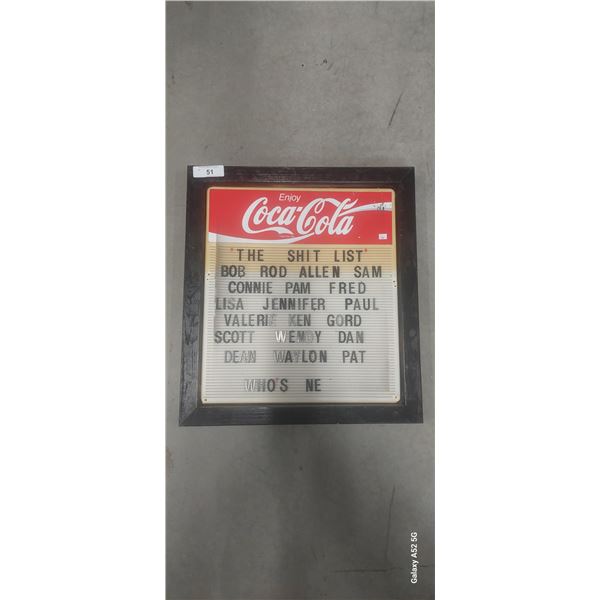 51
Enjoy
Coca-Cola
"THE SHIT LIST"
BOB ROD ALLEN SAM
CONNIE PAM FRED
LISA JENNIFER PAUL
VALERIE KEN GORD
SCOTT WENDY DAN
DEAN WAYLON PAT
WHO'S NE
Galaxy A52 5G